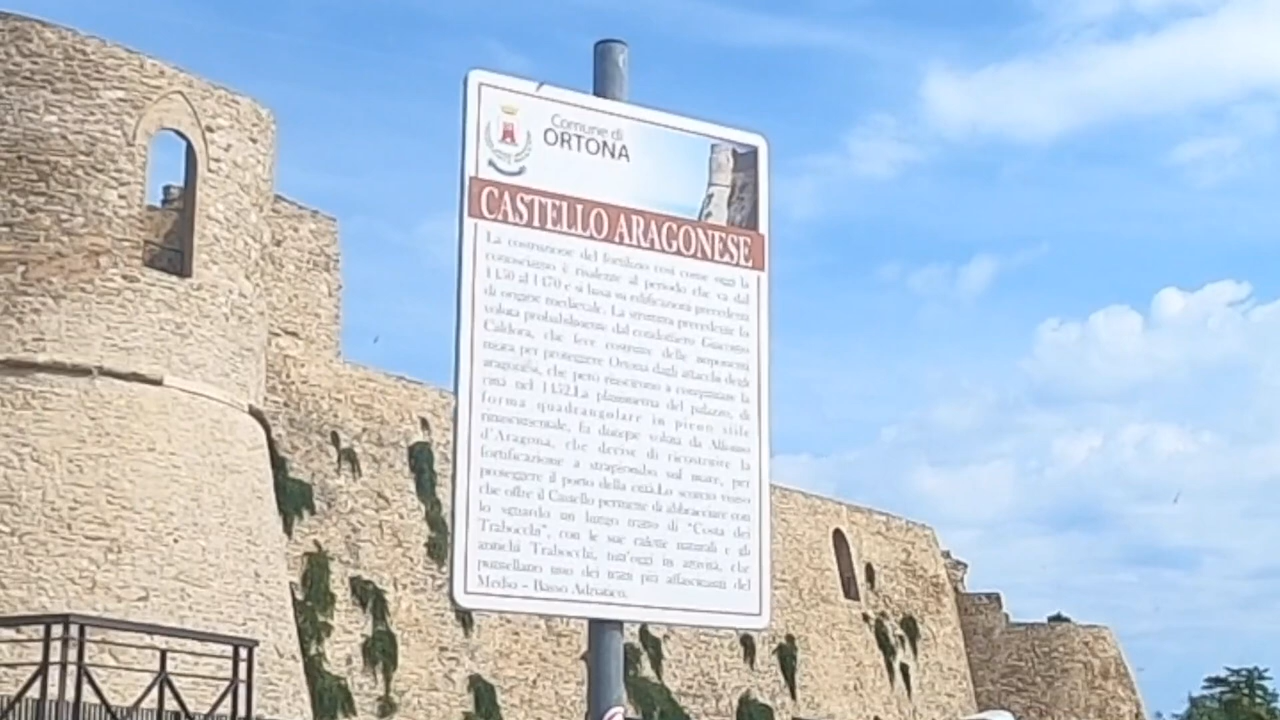 Comune di
ORTONA
CASTELLO ARAGONESE
La costruzione del fortilizio così come oggi la
conosciamo è risalente al periodo che va dal
1450 al 1470 e si basa su edificazioni precedenti
di origine medievale. La struttura precedente fu
voluta probabilmente dal condottiero Giacomo
Caldora, che fece costruire delle imponenti
mura per proteggere Ortona dagli attacchi degli
aragonesi, che però riuscirono a conquistare la
città nel 1452.La planimetria del palazzo, di
forma quadrangolare in pieno stile
rinascimentale, fu dunque voluta da Alfonso
d'Aragona, che decise di ricostruire la
fortificazione a strapiombo sul mare, per
proteggere il porto della città.Lo scorcio visivo
che offre il Castello permette di abbracciare con
lo sguardo un lungo tratto di "Costa dei
Trabocchi", con le sue calette naturali e gli
antichi Trabocchi, tutt'oggi in attività, che
puntellano uno dei tratti più affascinanti del
Medio - Basso Adriatico.